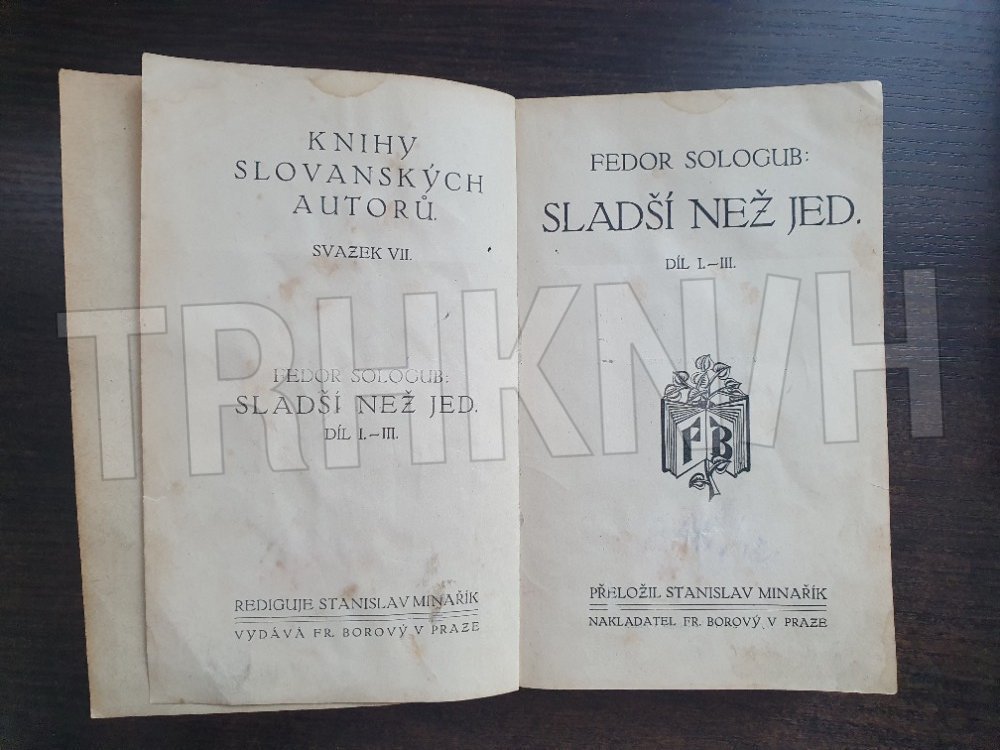 KNIHY
SLOVANSKÝCH
AUTORŮ.
SVAZEK VII.
FEDOR SOLOGUB:
SLADŠÍ NEŽ JED.
DÍL I.–III.
REDIGUJE STANISLAV MINAŘÍK
VYDÁVÁ FR. BOROVÝ V PRAZE
FEDOR SOLOGUB:
SLADŠÍ NEŽ JED.
DÍL I.–III.
FB
PŘELOŽIL STANISLAV MINAŘÍK
NAKLADATEL FR. BOROVÝ V PRAZE
TRHKNIH